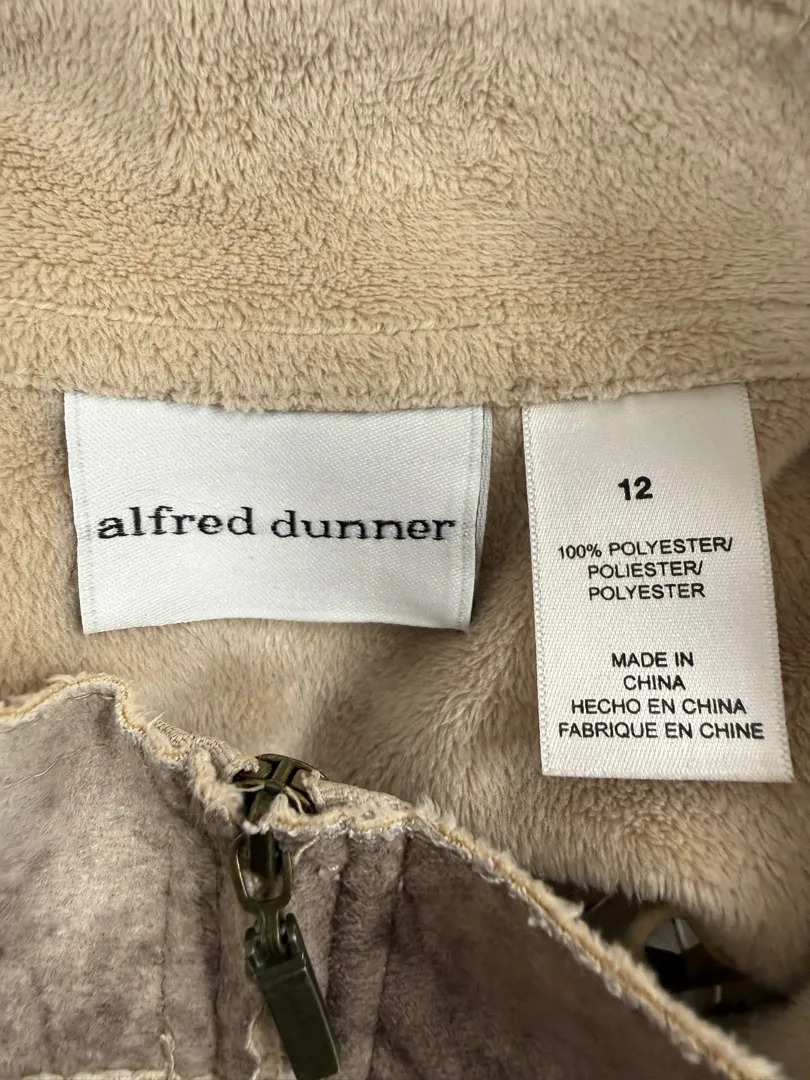 alfred dunner
12
100% POLYESTER/
POLIESTER/
POLYESTER
MADE IN
CHINA
HECHO EN CHINA
FABRIQUE EN CHINE